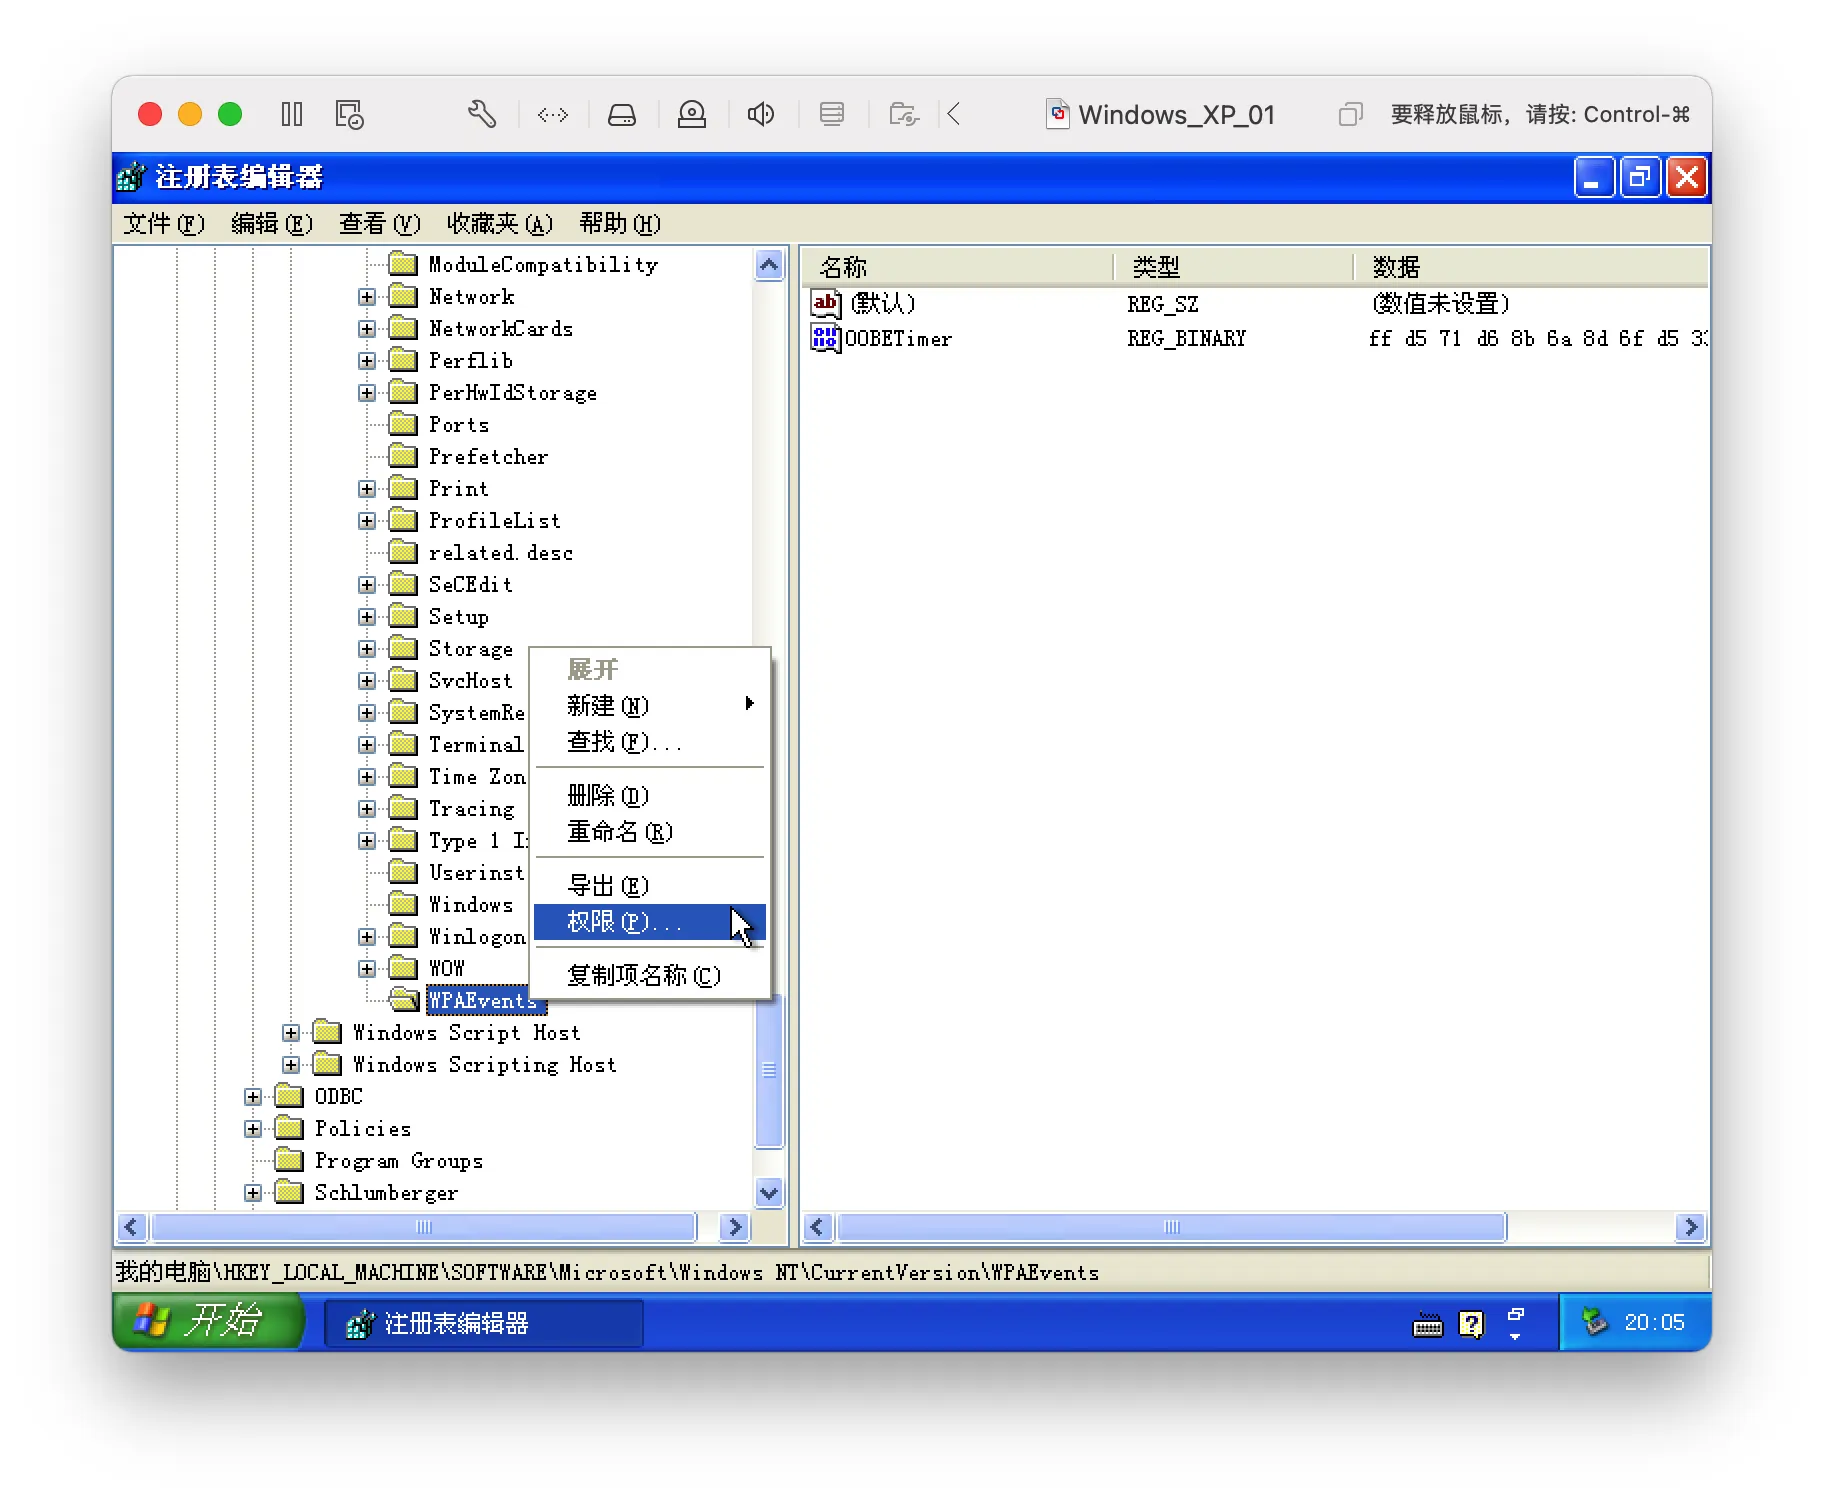 Windows_XP_01
要释放鼠标，请按: Control-⌘
注册表编辑器
文件(F) 编辑(E) 查看(V) 收藏夹(A) 帮助(H)
ModuleCompatibility
Network
NetworkCards
Perflib
PerHwIdStorage
Ports
Prefetcher
Print
ProfileList
related.desc
SeCEdit
Setup
Storage
SvcHost
SystemRe
Terminal
Time Zon
Tracing
Type 1 I
Userinst
Windows
Winlogon
WOW
WPAEvents
Windows Script Host
Windows Scripting Host
ODBC
Policies
Program Groups
Schlumberger
展开
新建(N)
查找(F)...
删除(D)
重命名(R)
导出(E)
权限(P)...
复制项名称(C)
名称 类型 数据
ab (默认) REG_SZ (数值未设置)
OOBETimer REG_BINARY ff d5 71 d6 8b 6a 8d 6f d5 33
我的电脑\HKEY_LOCAL_MACHINE\SOFTWARE\Microsoft\Windows NT\CurrentVersion\WPAEvents
开始 注册表编辑器 20:05